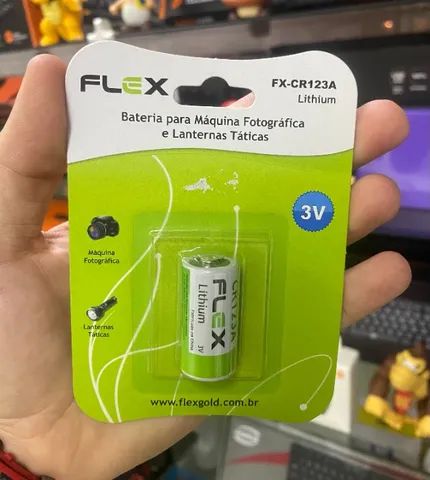 FLEX
FX-CR123A
Lithium
Bateria para Máquina Fotográfica
e Lanternas Táticas
3V
Máquina
Fotográfica
Lanternas
Táticas
CR123A
FLEX
Lithium
3V
www.flexgold.com.br